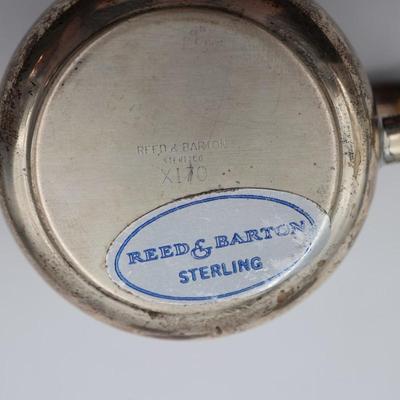 REED & BARTON
STERLING
X170
REED & BARTON
STERLING